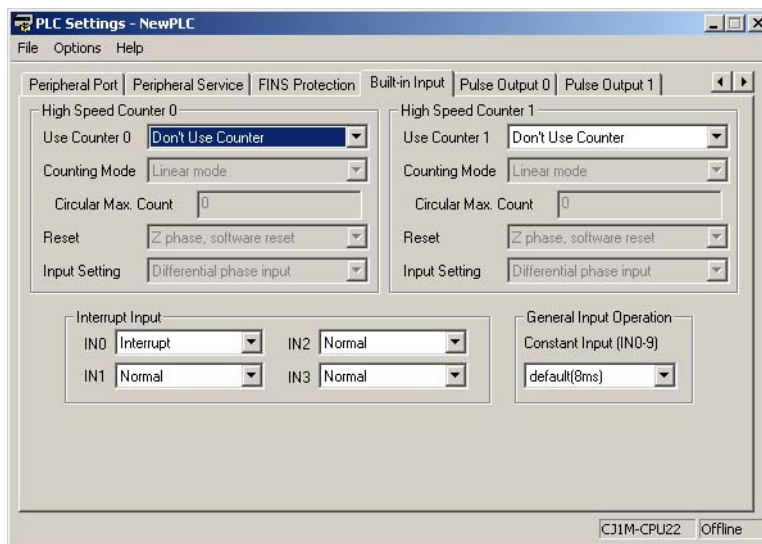 PLC Settings - NewPLC
File Options Help
Peripheral Port Peripheral Service FINS Protection Built-in Input Pulse Output 0 Pulse Output 1
High Speed Counter 0
Use Counter 0 Don't Use Counter
Counting Mode Linear mode
Circular Max. Count 0
Reset Z phase, software reset
Input Setting Differential phase input
High Speed Counter 1
Use Counter 1 Don't Use Counter
Counting Mode Linear mode
Circular Max. Count 0
Reset Z phase, software reset
Input Setting Differential phase input
Interrupt Input
IN0 Interrupt IN2 Normal
IN1 Normal IN3 Normal
General Input Operation
Constant Input (IN0-9)
default(8ms)
CJ1M-CPU22 Offline